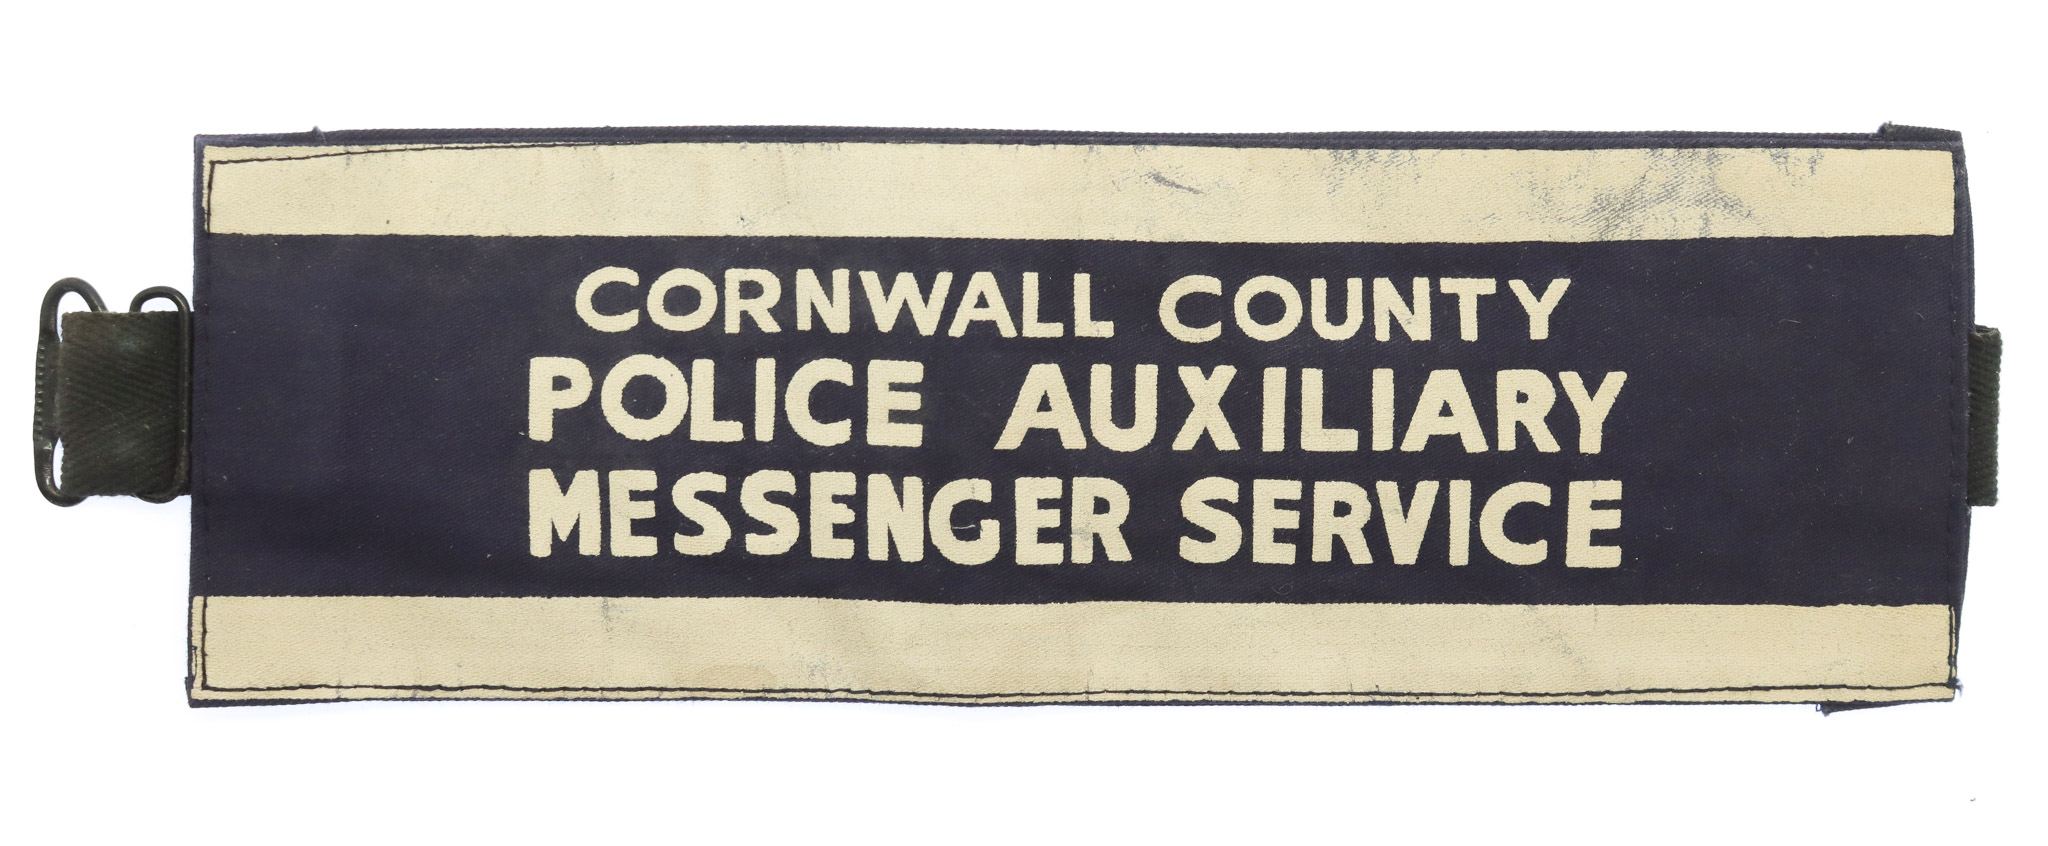 CORNWALL COUNTY
POLICE AUXILIARY
MESSENGER SERVICE